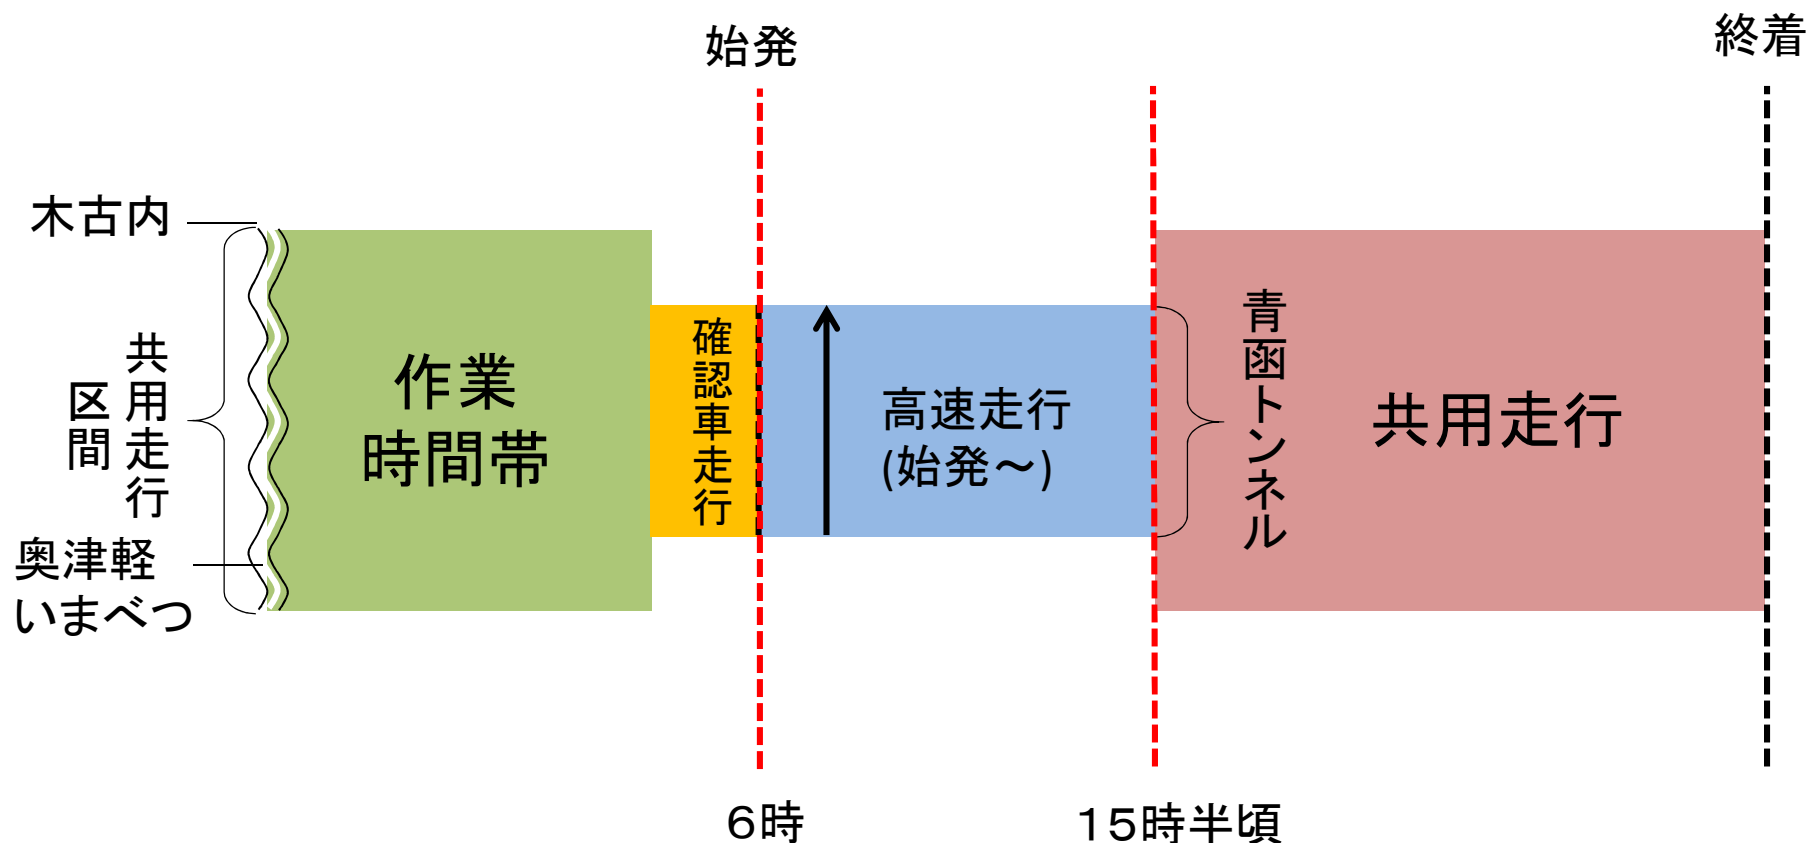 始発
終着
木古内
共用走行
区間
奥津軽
いまべつ
作業
時間帯
確認車走行
高速走行
(始発～)
青函トンネル
共用走行
6時
15時半頃